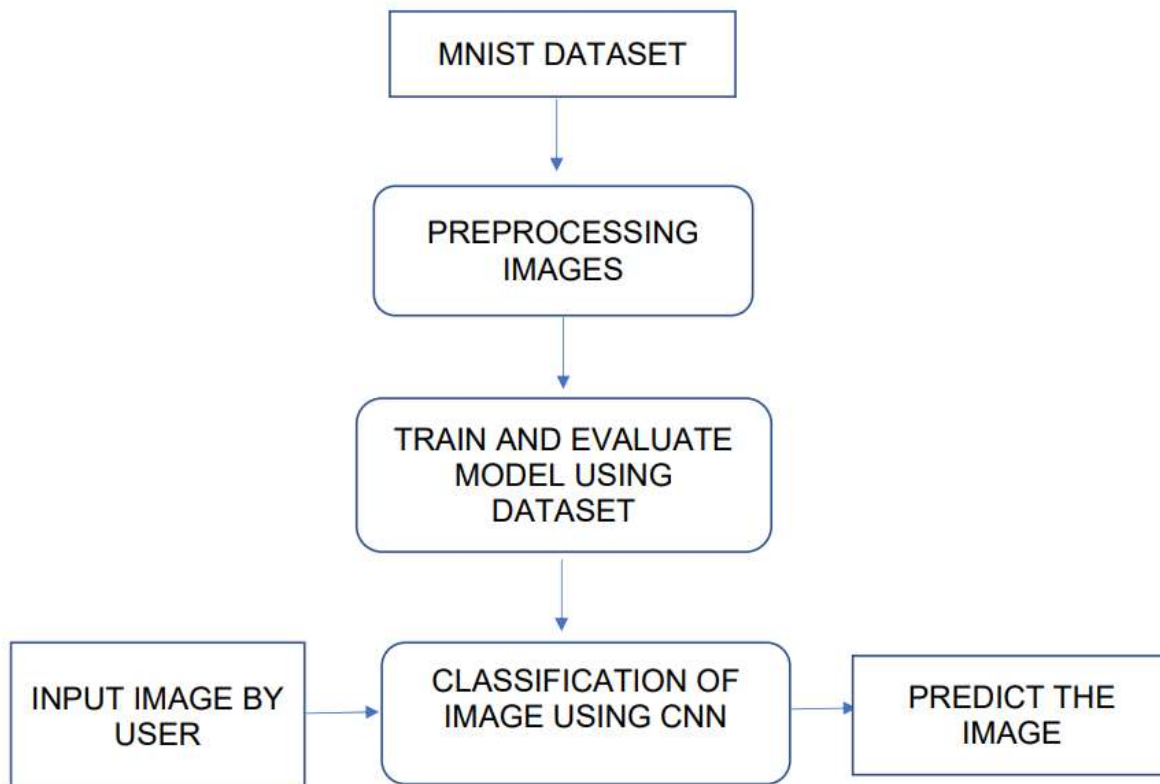 MNIST DATASET
PREPROCESSING
IMAGES
TRAIN AND EVALUATE
MODEL USING
DATASET
INPUT IMAGE BY
USER
CLASSIFICATION OF
IMAGE USING CNN
PREDICT THE
IMAGE